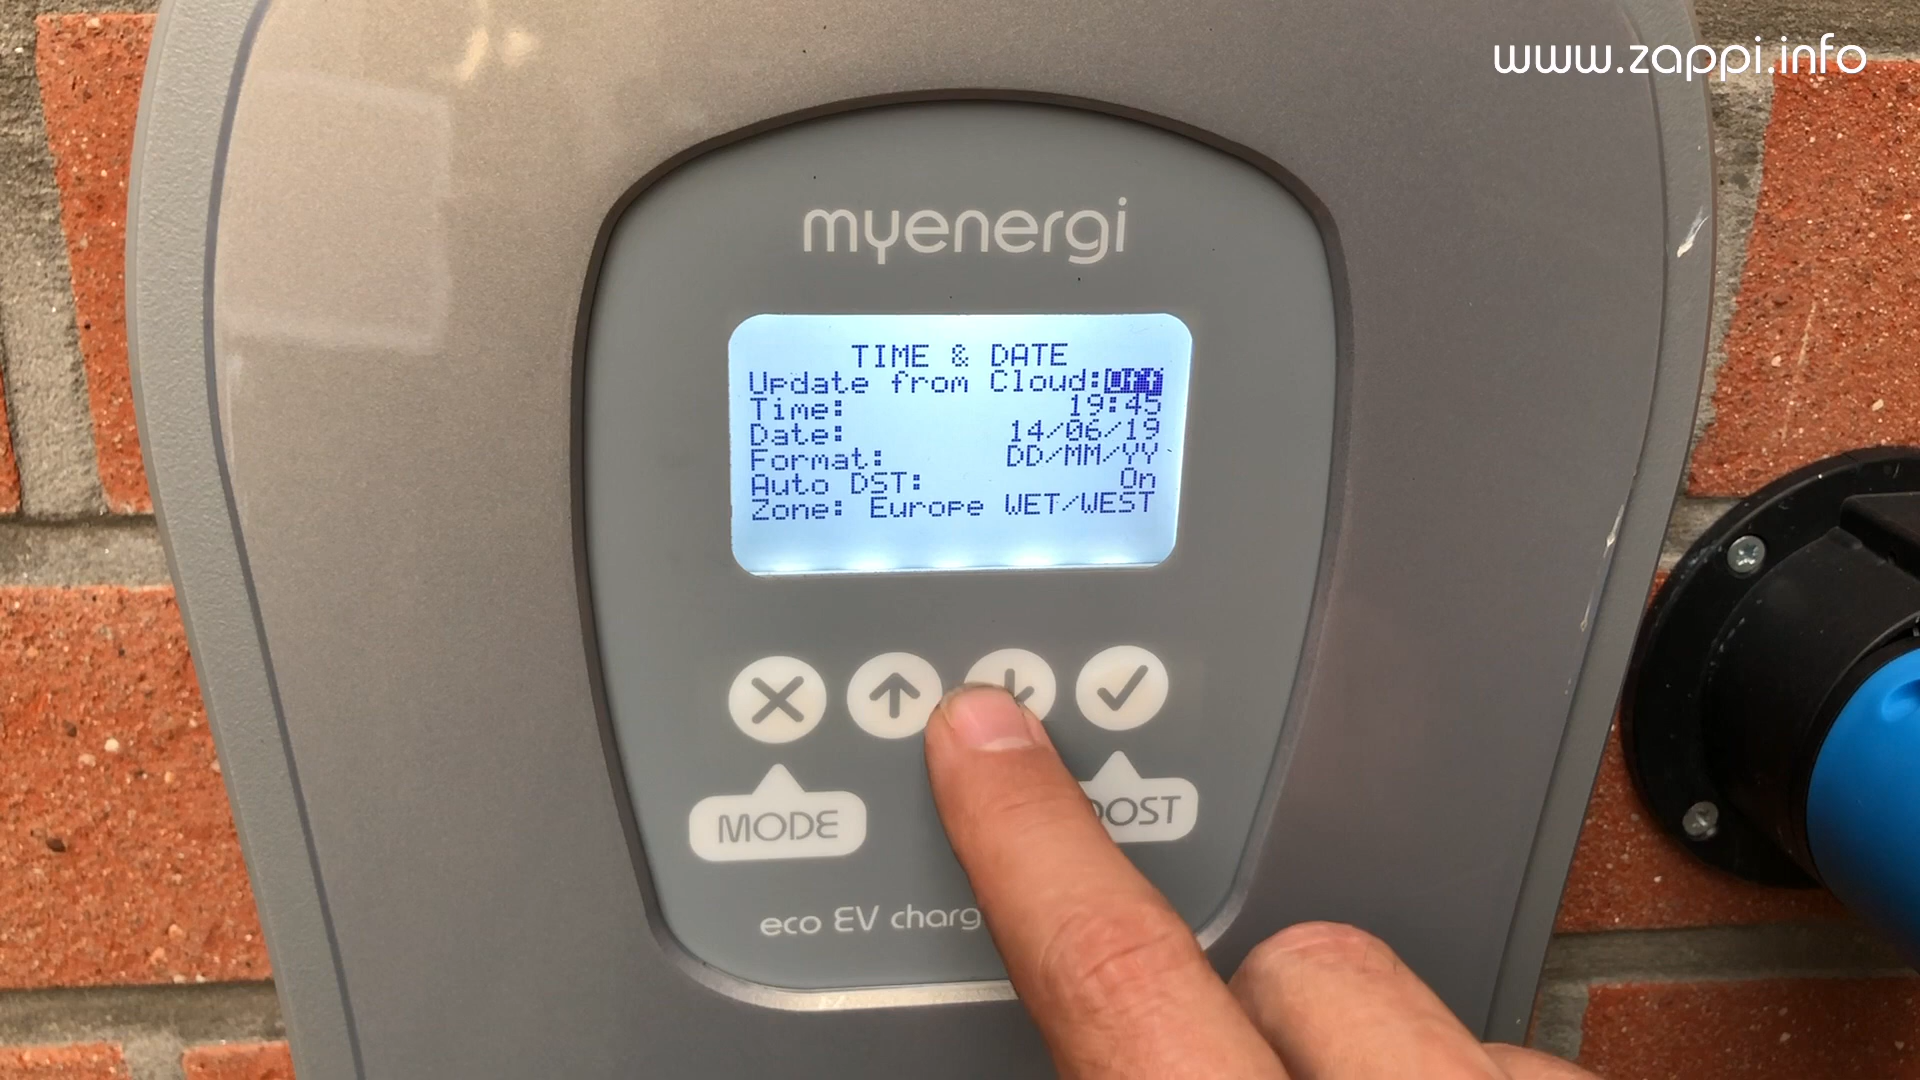 www.zappi.info
myenergi
TIME & DATE
Update from Cloud:
Time: 19:45
Date: 14/06/19
Format: DD/MM/YY
Auto DST: On
Zone: Europe WET/WEST
MODE
eco EV